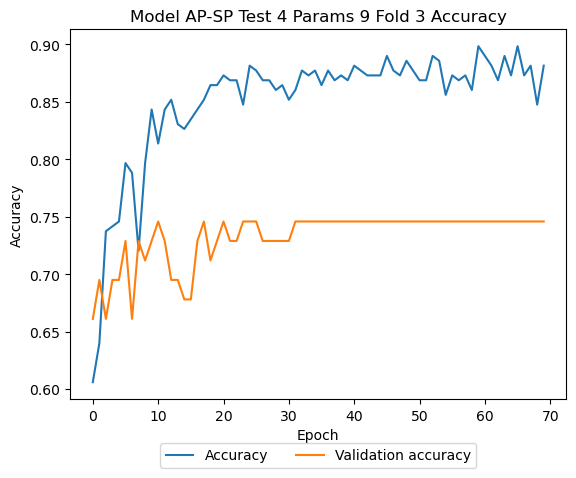 Model AP-SP Test 4 Params 9 Fold 3 Accuracy
0.90
0.85
0.80
0.75
0.70
0.65
0.60
Accuracy
0 10 20 30 40 50 60 70
Epoch
Accuracy Validation accuracy